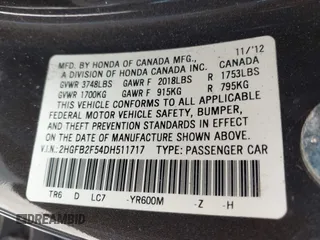 MFD. BY HONDA OF CANADA MFG.,
A DIVISION OF HONDA CANADA INC. 11/12
GVWR 3748LBS GAWR F 2018LBS R 1753LBS
GVWR 1700KG GAWR F 915KG R 795KG
THIS VEHICLE CONFORMS TO ALL APPLICABLE
FEDERAL MOTOR VEHICLE SAFETY, BUMPER,
AND THEFT PREVENTION STANDARDS IN EFFECT
ON THE DATE OF MANUFACTURE SHOWN ABOVE.
V.I.N.:2HGFB2F54DH511717 TYPE:PASSENGER CAR
TR6 D LC7 -YR600M -Z -H
DREAMBID